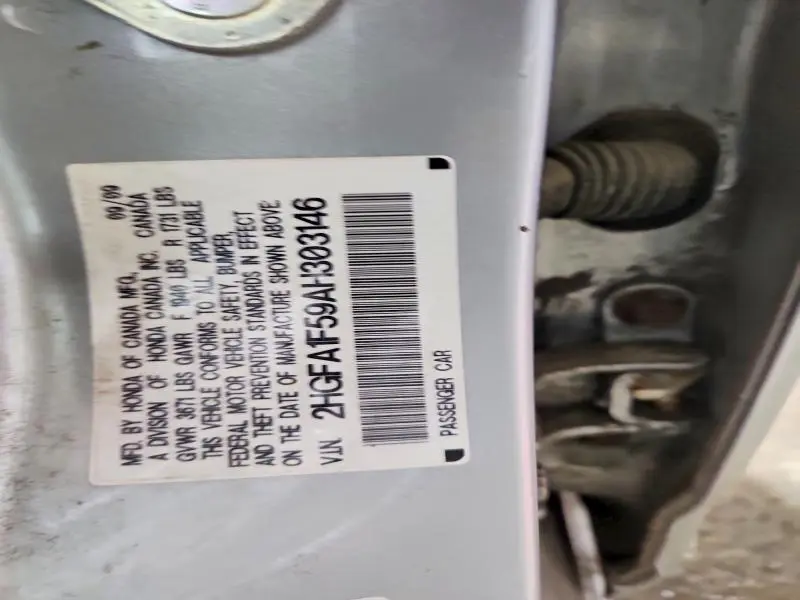 MFD. BY HONDA OF CANADA MFG., 09/09
A DIVISION OF HONDA CANADA INC. CANADA
GVWR 3671 LBS GAWR F 1940 LBS R 1731 LBS
THIS VEHICLE CONFORMS TO ALL APPLICABLE
FEDERAL MOTOR VEHICLE SAFETY, BUMPER,
AND THEFT PREVENTION STANDARDS IN EFFECT
ON THE DATE OF MANUFACTURE SHOWN ABOVE
VIN 2HGFA1F59AH303146
PASSENGER CAR